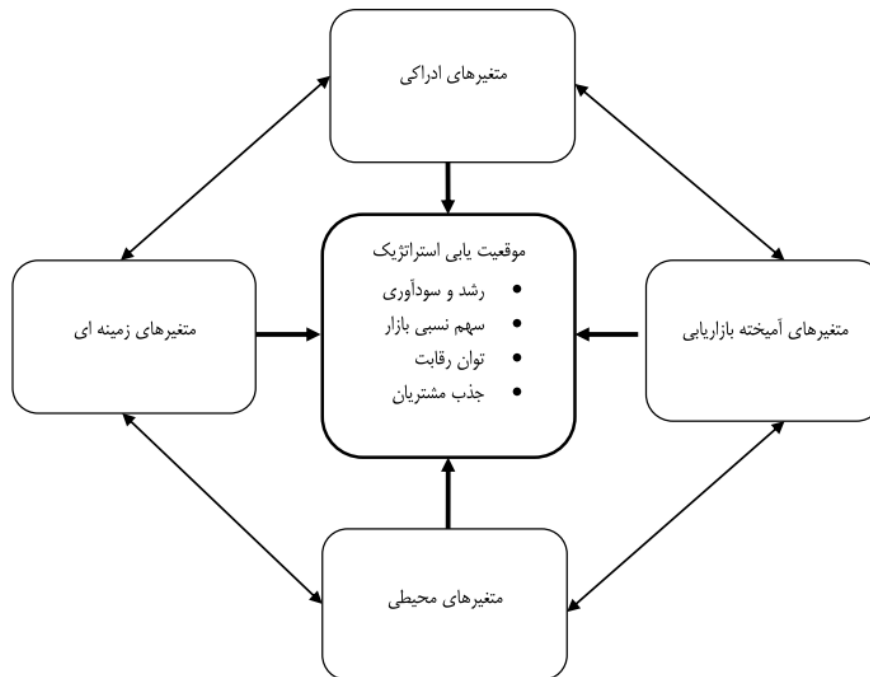 متغیرهای ادراکی
موقعیت یابی استراتژیک
• رشد و سودآوری
• سهم نسبی بازار
• توان رقابت
• جذب مشتریان
متغیرهای آمیخته بازاریابی
متغیرهای زمینه ای
متغیرهای محیطی